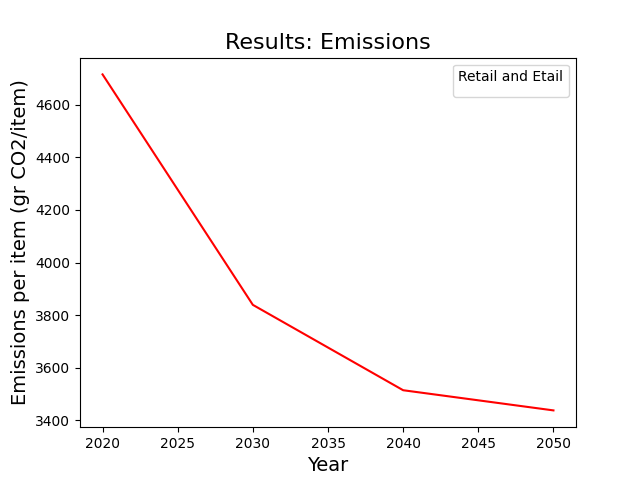 Results: Emissions
Retail and Etail
Emissions per item (gr CO2/item)
4600
4400
4200
4000
3800
3600
3400
2020 2025 2030 2035 2040 2045 2050
Year